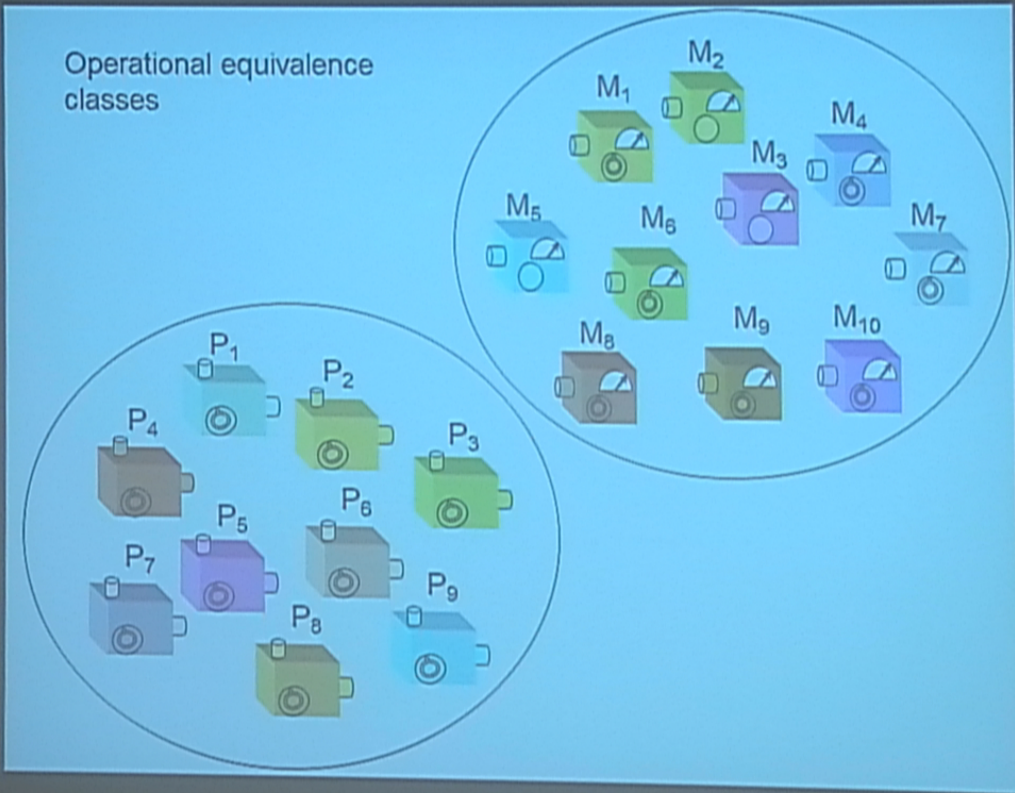 Operational equivalence
classes
M₁
M₂
M₃
M₄
M₅
M₆
M₇
M₈
M₉
M₁₀
P₁
P₂
P₃
P₄
P₅
P₆
P₇
P₈
P₉